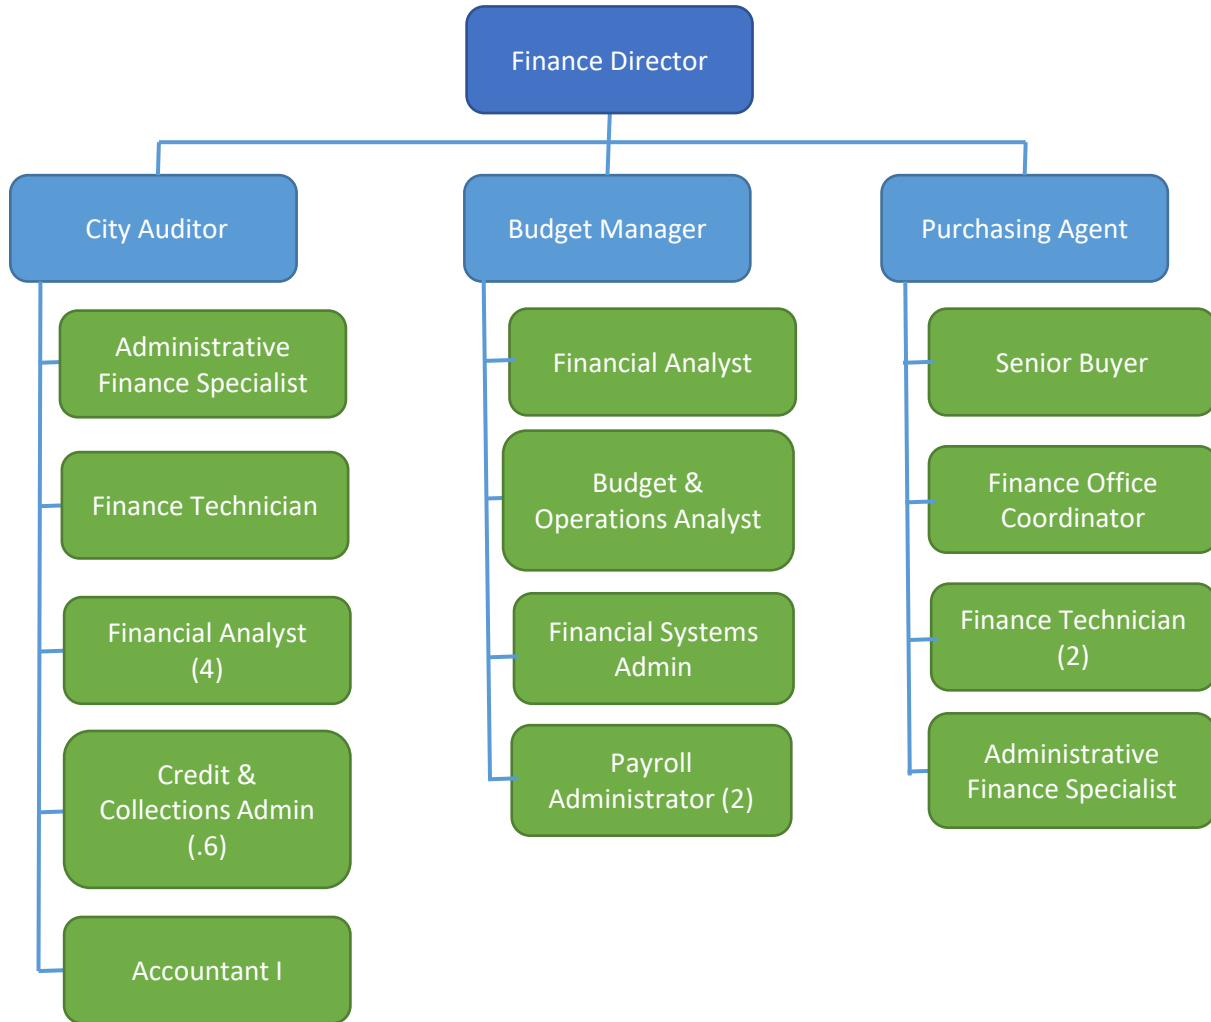 Finance Director
City Auditor
Budget Manager
Purchasing Agent
Administrative
Finance Specialist
Finance Technician
Financial Analyst
(4)
Credit &
Collections Admin
(.6)
Accountant I
Financial Analyst
Budget &
Operations Analyst
Financial Systems
Admin
Payroll
Administrator (2)
Senior Buyer
Finance Office
Coordinator
Finance Technician
(2)
Administrative
Finance Specialist